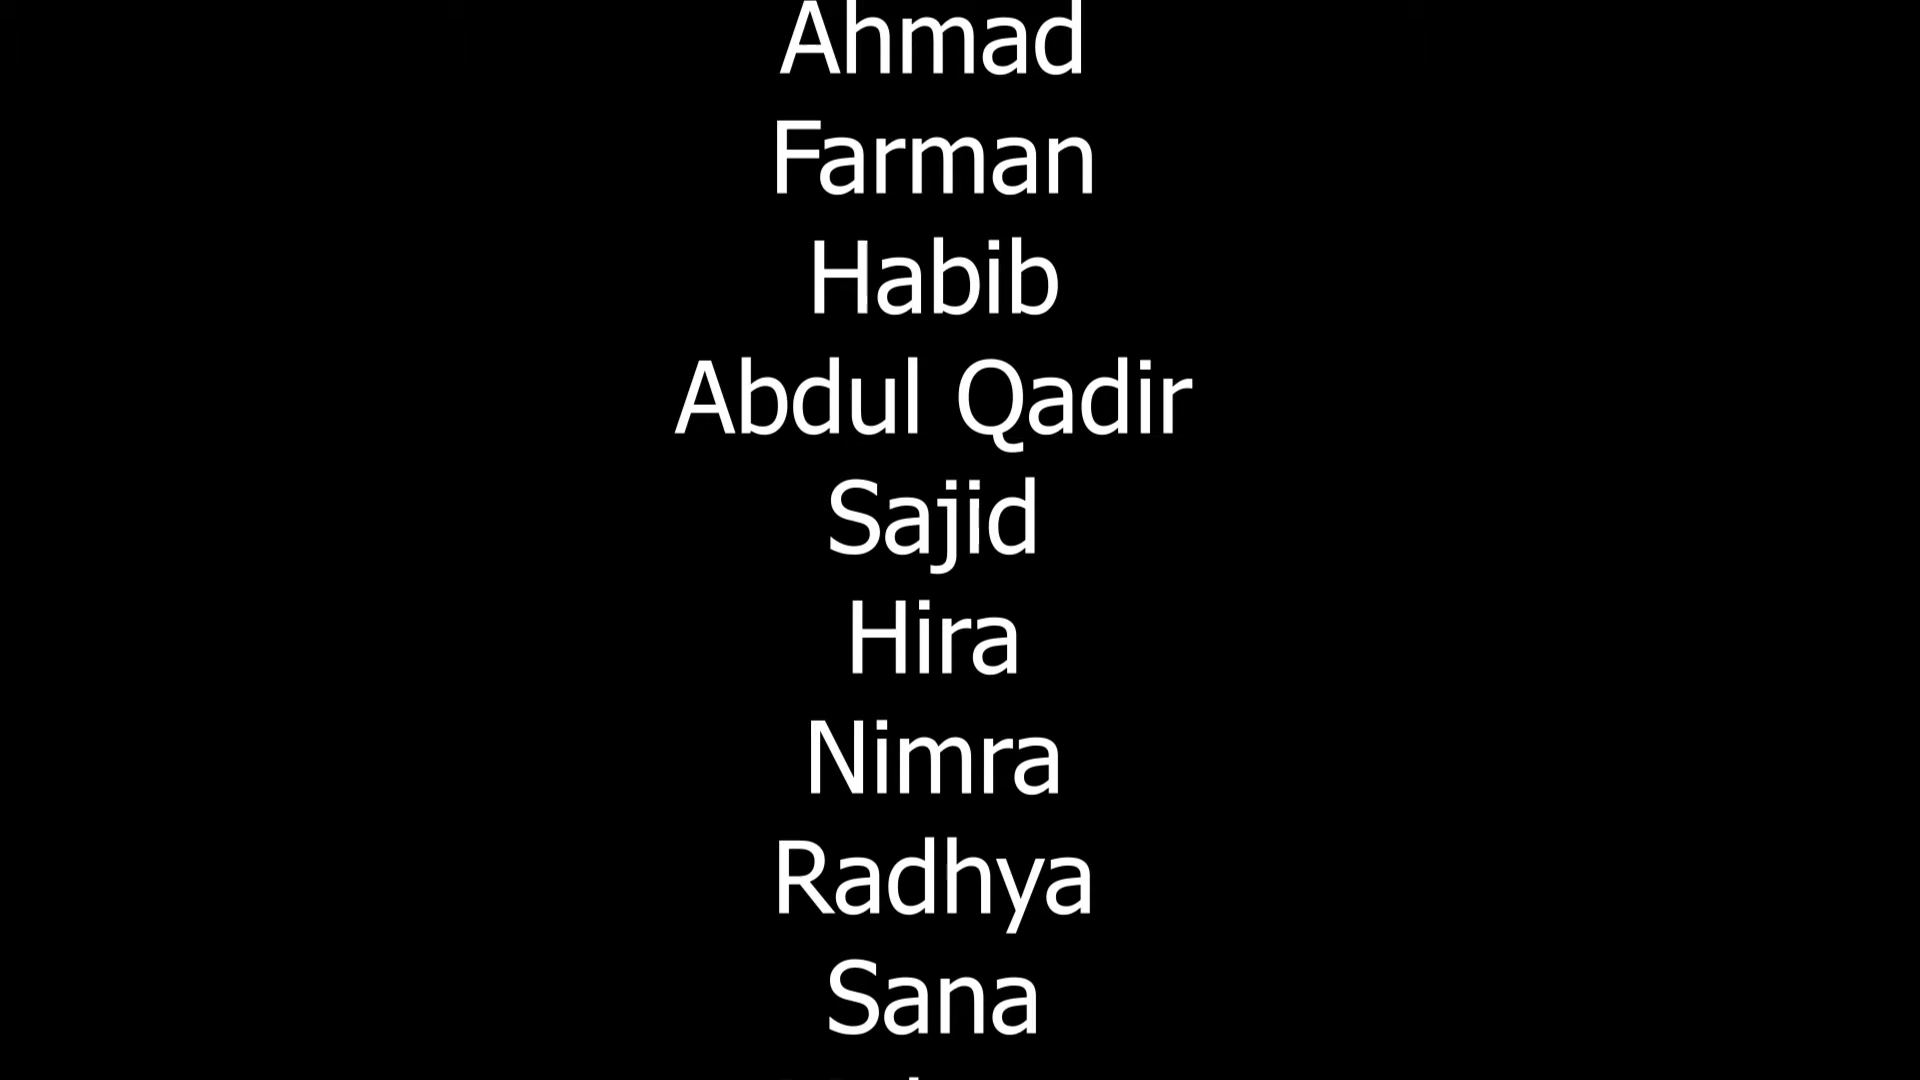 Ahmad
Farman
Habib
Abdul Qadir
Sajid
Hira
Nimra
Radhya
Sana